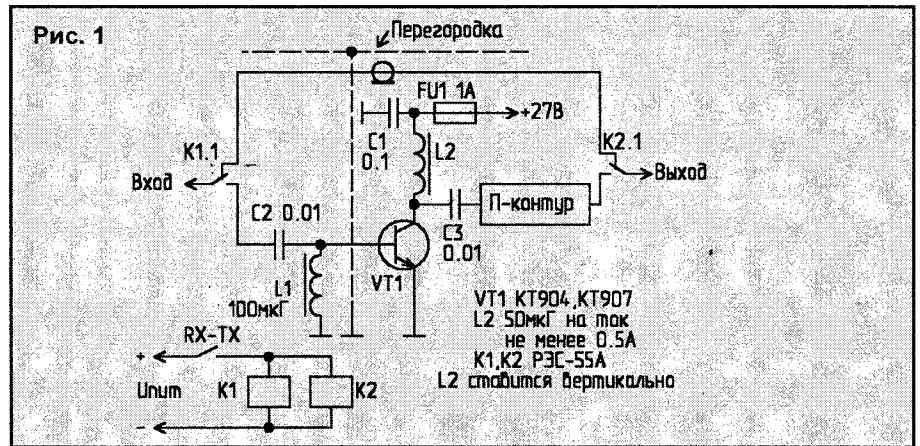 Рис. 1
Перегородка
FU1 1А
+27В
C1
0.1
L2
K1.1
K2.1
Вход
Выход
C2 0.01
П-контур
C3
0.01
VT1
L1
100мкГ
VT1 КТ904,КТ907
L2 50мкГ на ток
не менее 0.5А
К1,К2 РЭС-55А
L2 ставится вертикально
RX-TX
+
Uпит
K1
K2
-